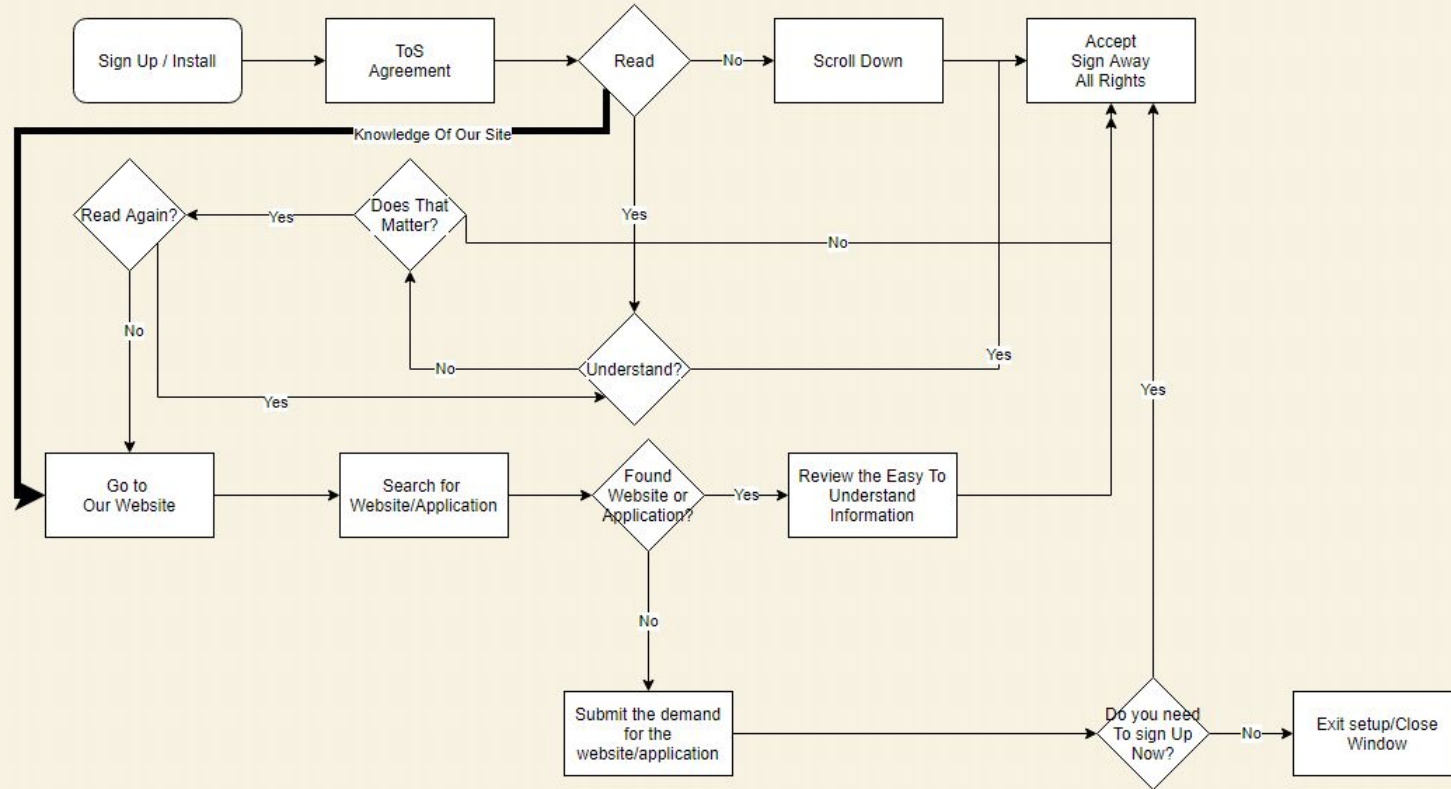 Sign Up / Install
ToS
Agreement
Read
No
Scroll Down
Accept
Sign Away
All Rights
Knowledge Of Our Site
Read Again?
Yes
Does That
Matter?
Yes
No
No
Understand?
No
Yes
Yes
Yes
Go to
Our Website
Search for
Website/Application
Found
Website or
Application?
Yes
Review the Easy To
Understand
Information
No
Submit the demand
for the
website/application
Do you need
To sign Up
Now?
No
Exit setup/Close
Window